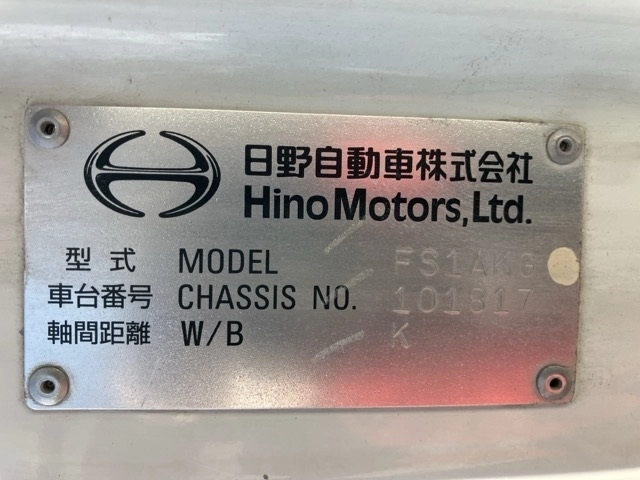 日野自動車株式会社
Hino Motors, Ltd.
型式 MODEL FS1AKG
車台番号 CHASSIS NO. 101817
軸間距離 W/B K